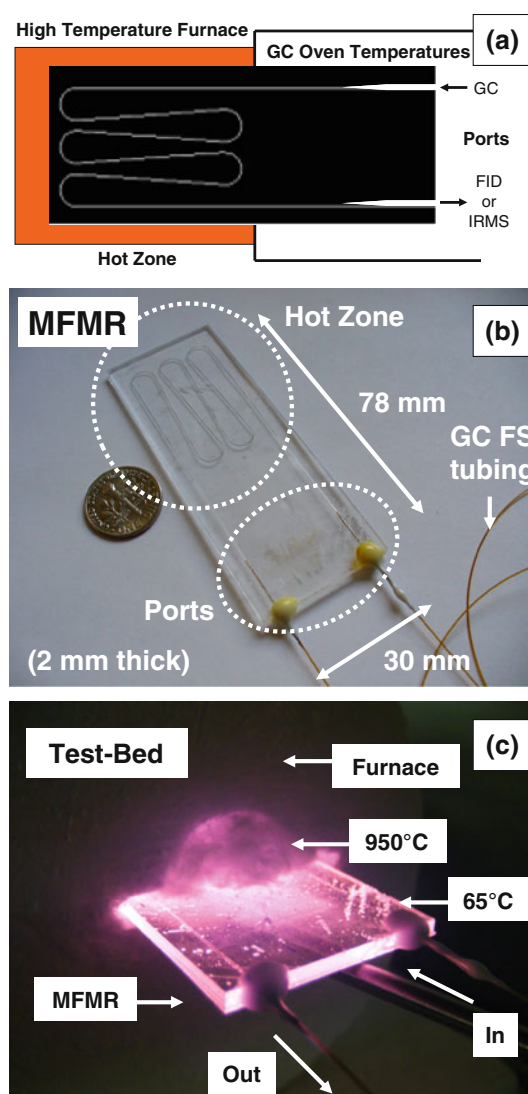 (a)
High Temperature Furnace
GC Oven Temperatures
GC
Ports
FID
or
IRMS
Hot Zone
(b)
MFMR
Hot Zone
78 mm
GC FS
tubing
Ports
(2 mm thick)
30 mm
(c)
Test-Bed
Furnace
950°C
65°C
MFMR
In
Out